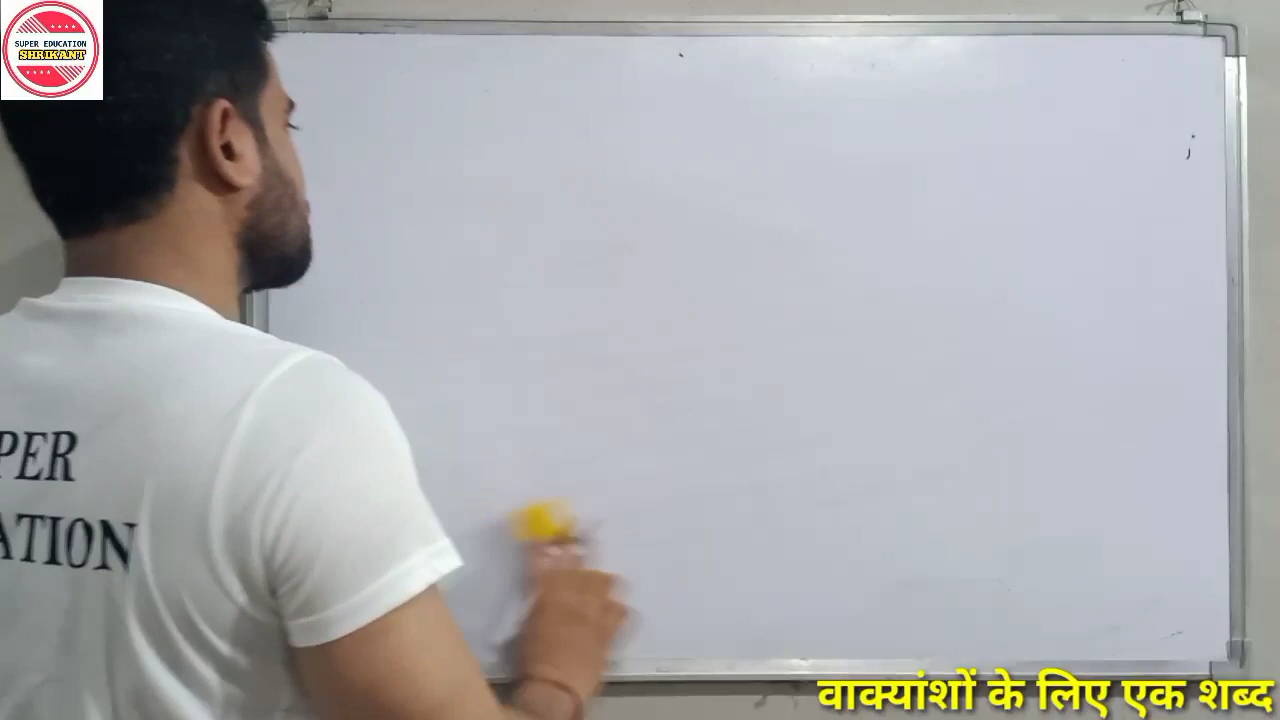 SUPER EDUCATION
SHRIKANT
PER
ATION
वाक्यांशों के लिए एक शब्द